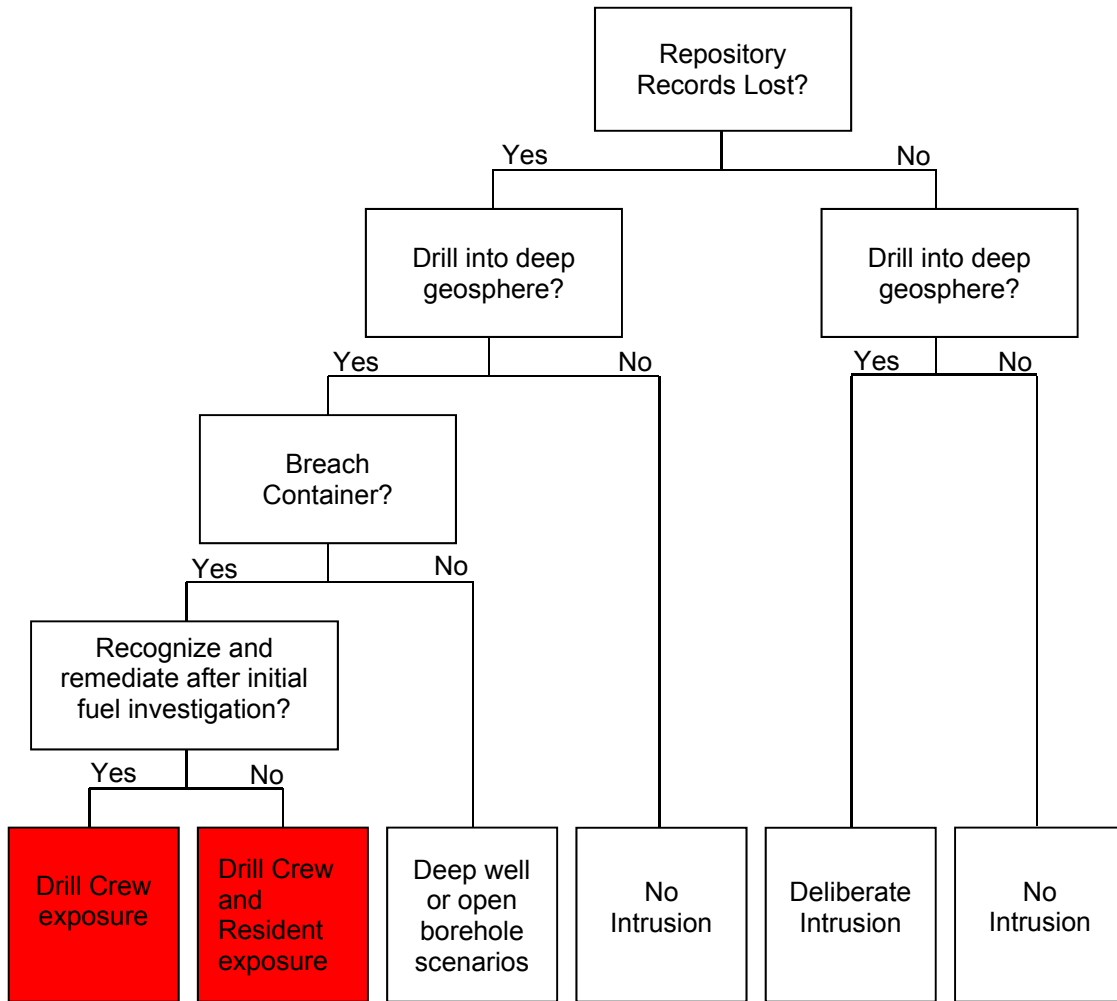 Repository
Records Lost?
Yes
No
Drill into deep
geosphere?
Drill into deep
geosphere?
Yes
No
Yes
No
Breach
Container?
Yes
No
Recognize and
remediate after initial
fuel investigation?
Yes
No
Drill Crew
exposure
Drill Crew
and
Resident
exposure
Deep well
or open
borehole
scenarios
No
Intrusion
Deliberate
Intrusion
No
Intrusion